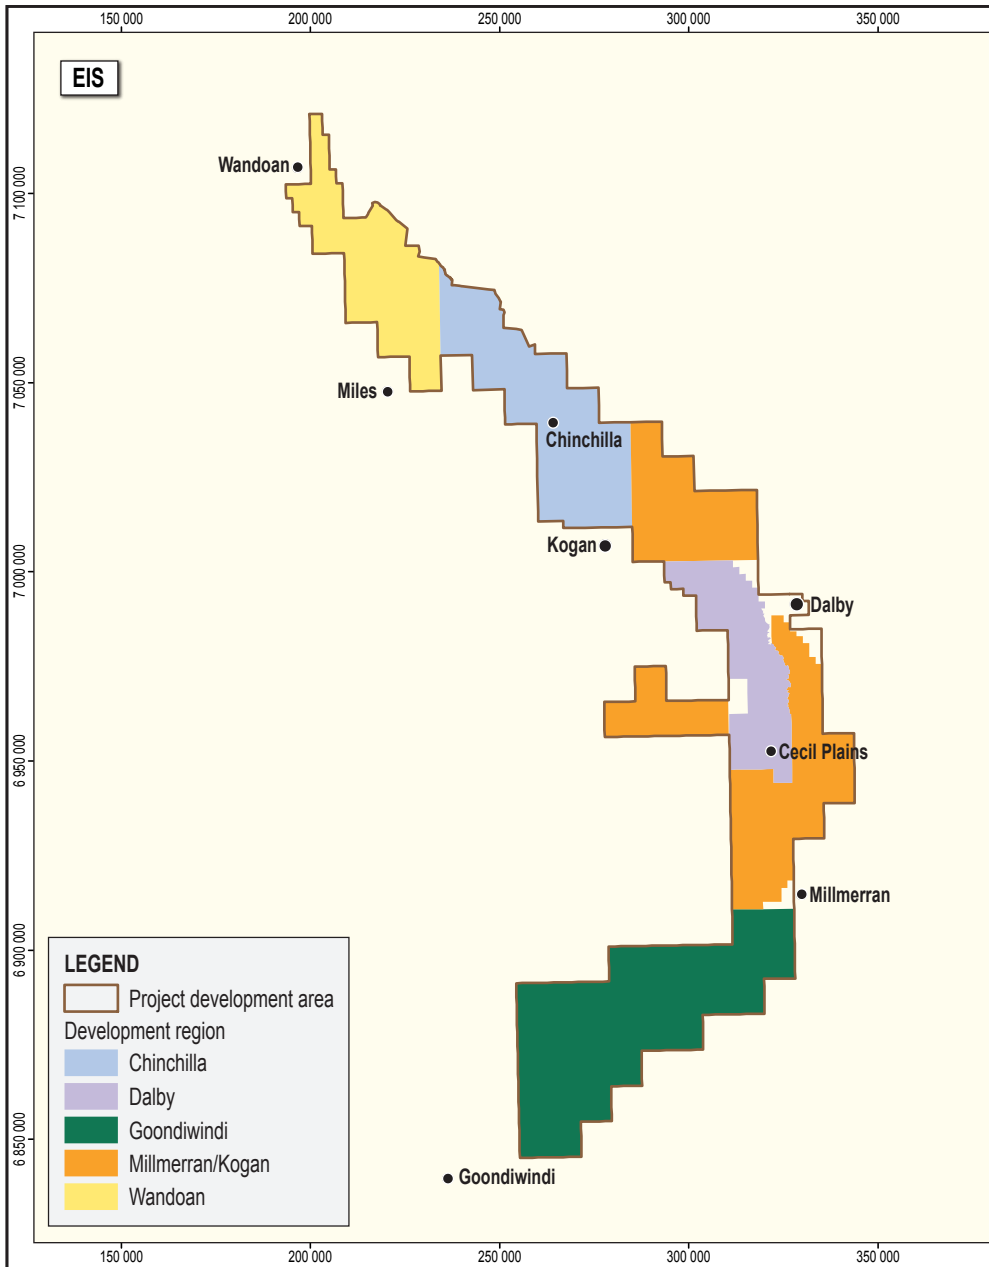 150 000
200 000
250 000
300 000
350 000
EIS
Wandoan
7 100 000
7 050 000
Miles
Chinchilla
Kogan
7 000 000
Dalby
6 950 000
Cecil Plains
Millmerran
6 900 000
LEGEND
Project development area
Development region
Chinchilla
Dalby
Goondiwindi
Millmerran/Kogan
Wandoan
6 850 000
Goondiwindi
150 000
200 000
250 000
300 000
350 000